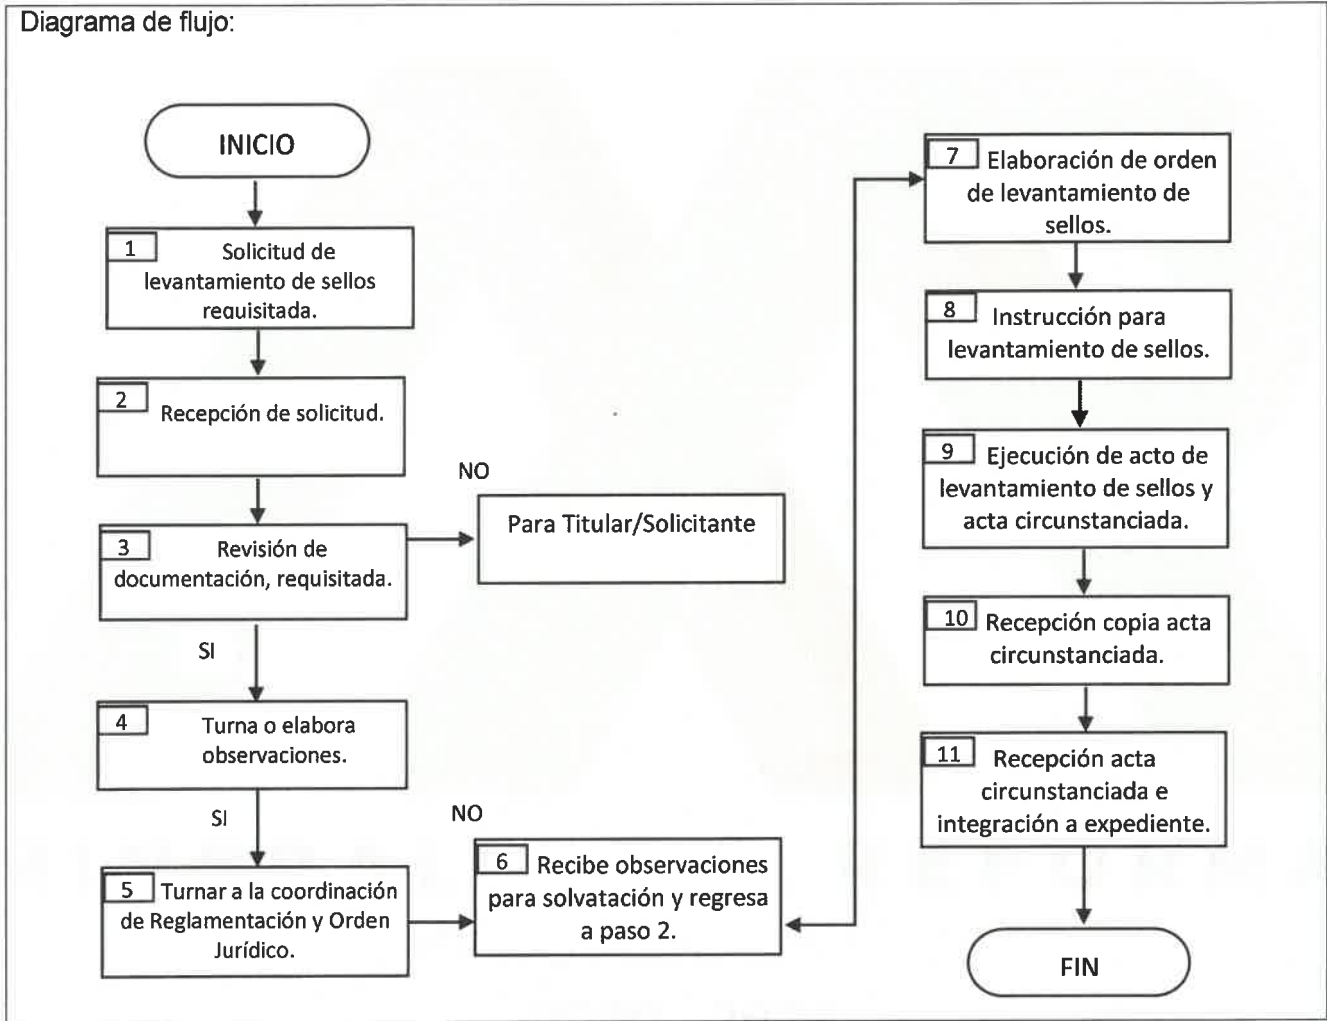 Diagrama de flujo:
INICIO
1 Solicitud de
levantamiento de sellos
requisitada.
2 Recepción de solicitud.
3 Revisión de
documentación, requisitada.
NO
Para Titular/Solicitante
SI
4 Turna o elabora
observaciones.
SI
5 Turnar a la coordinación
de Reglamentación y Orden
Jurídico.
NO
6 Recibe observaciones
para solvatación y regresa
a paso 2.
7 Elaboración de orden
de levantamiento de
sellos.
8 Instrucción para
levantamiento de sellos.
9 Ejecución de acto de
levantamiento de sellos y
acta circunstanciada.
10 Recepción copia acta
circunstanciada.
11 Recepción acta
circunstanciada e
integración a expediente.
FIN